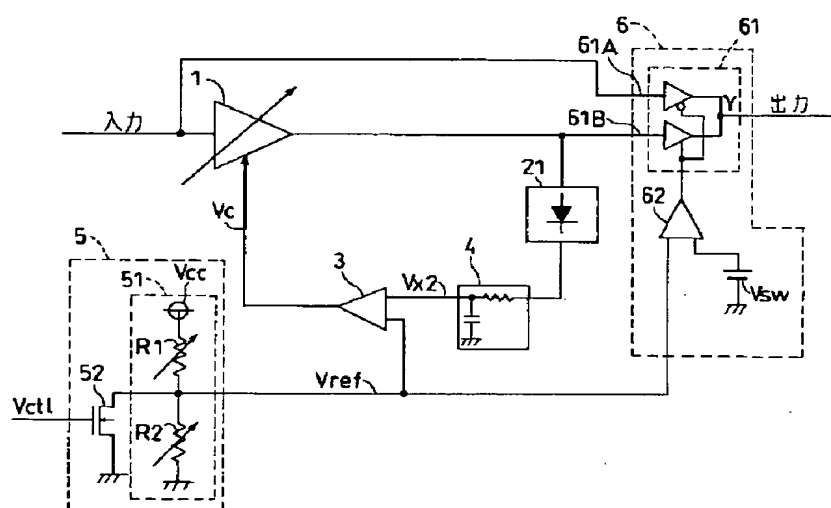 6
61
61A
1
入力
61B
Y
出力
21
62
Vc
5
51
Vcc
3
Vx2
4
Vsw
R1
52
Vref
Vctl
R2